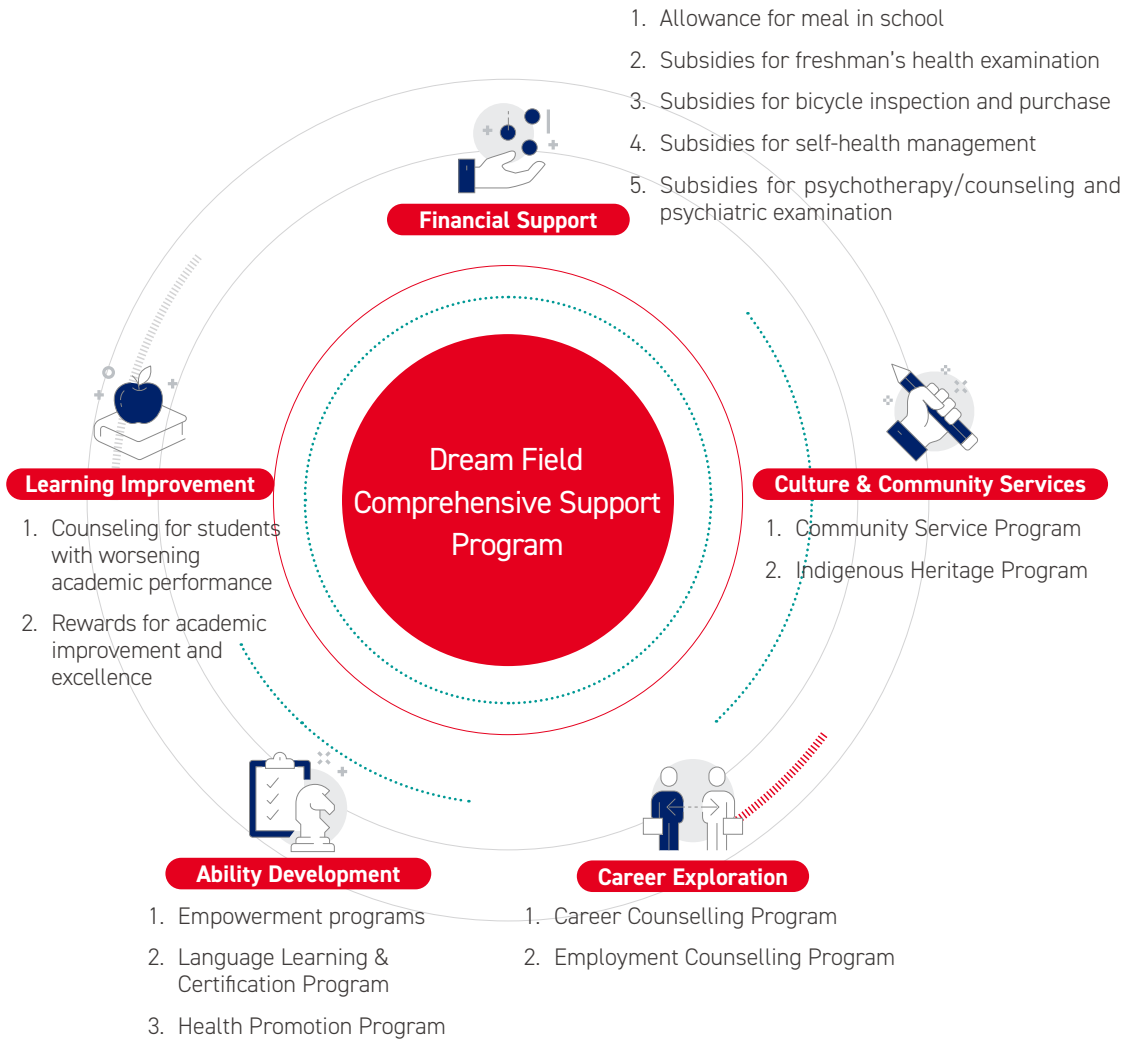 1. Allowance for meal in school
2. Subsidies for freshman's health examination
3. Subsidies for bicycle inspection and purchase
4. Subsidies for self-health management
5. Subsidies for psychotherapy/counseling and
psychiatric examination
Financial Support
Dream Field
Comprehensive Support
Program
Learning Improvement
1. Counseling for students
with worsening
academic performance
2. Rewards for academic
improvement and
excellence
Culture & Community Services
1. Community Service Program
2. Indigenous Heritage Program
Ability Development
1. Empowerment programs
2. Language Learning &
Certification Program
3. Health Promotion Program
Career Exploration
1. Career Counselling Program
2. Employment Counselling Program